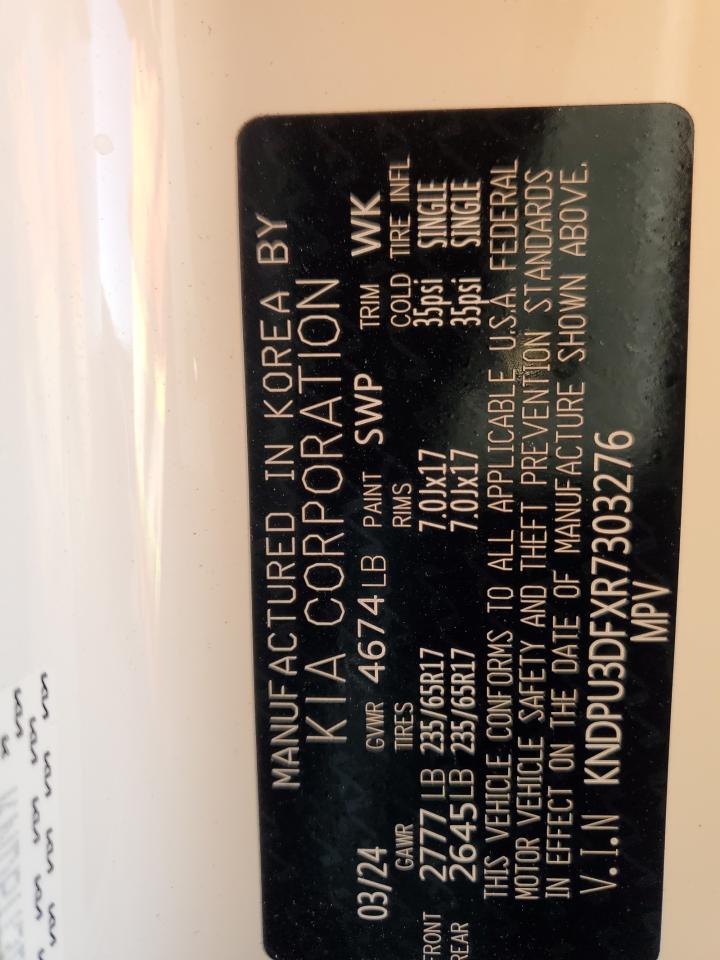 MANUFACTURED IN KOREA BY
KIA CORPORATION
03/24 GVWR 4674 LB PAINT SWP TRIM WK
GAWR TIRES RIMS COLD TIRE INFL
FRONT 2777 LB 235/65R17 7.0Jx17 35psi SINGLE
REAR 2645 LB 235/65R17 7.0Jx17 35psi SINGLE
THIS VEHICLE CONFORMS TO ALL APPLICABLE U.S.A. FEDERAL
MOTOR VEHICLE SAFETY AND THEFT PREVENTION STANDARDS
IN EFFECT ON THE DATE OF MANUFACTURE SHOWN ABOVE.
V.I.N KNDPU3DFXR7303276
MPV